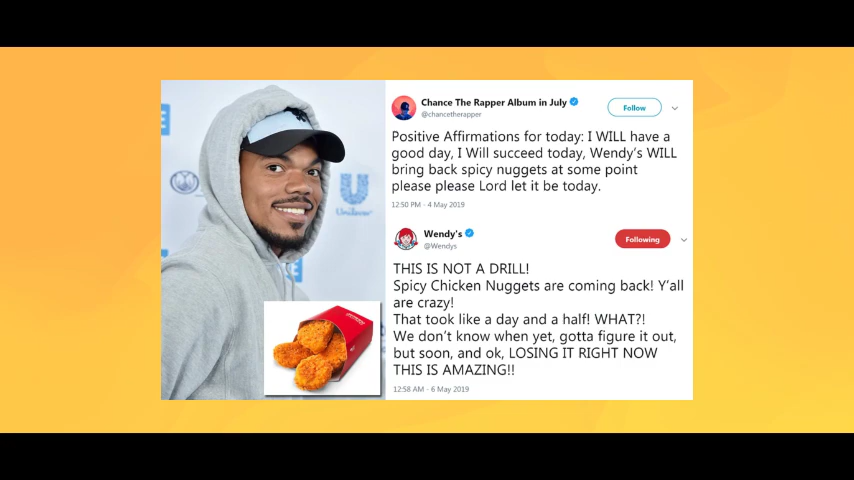 Chance The Rapper Album in July
@chancetherapper
Follow
Positive Affirmations for today: I WILL have a
good day, I Will succeed today, Wendy's WILL
bring back spicy nuggets at some point
please please Lord let it be today.
12:50 PM - 4 May 2019
Unilever
Wendy's
@Wendys
Following
THIS IS NOT A DRILL!
Spicy Chicken Nuggets are coming back! Y'all
are crazy!
That took like a day and a half! WHAT?!
We don't know when yet, gotta figure it out,
but soon, and ok, LOSING IT RIGHT NOW
THIS IS AMAZING!!
12:58 AM - 6 May 2019